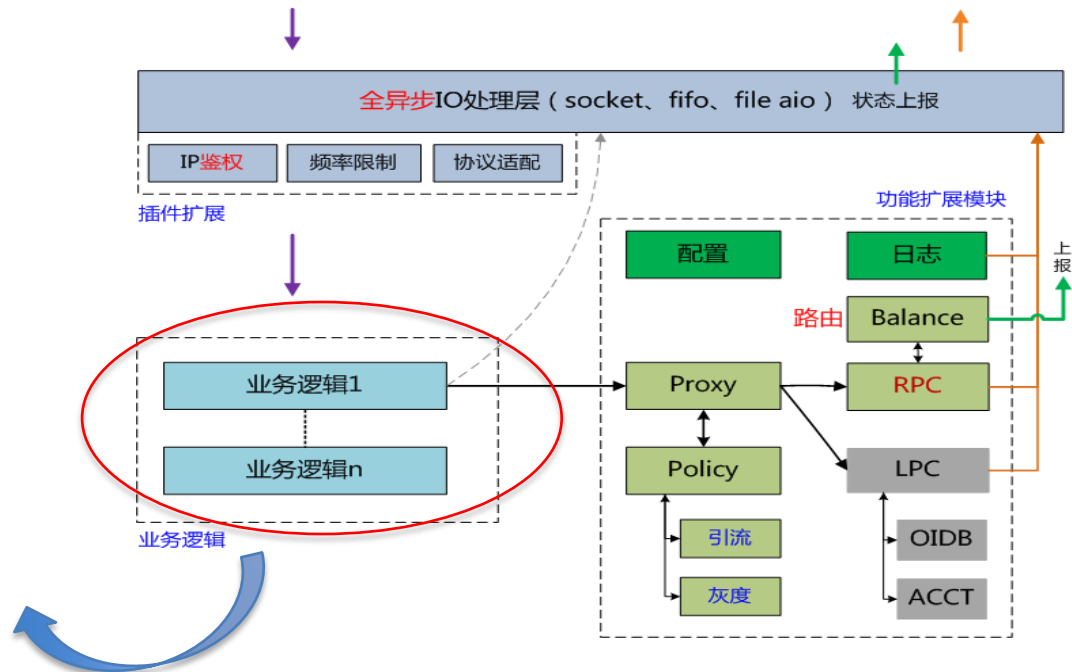 全异步IO处理层（socket、fifo、file aio） 状态上报
IP鉴权
频率限制
协议适配
插件扩展
功能扩展模块
配置
日志
上报
路由
Balance
业务逻辑1
Proxy
RPC
业务逻辑n
Policy
LPC
业务逻辑
引流
OIDB
灰度
ACCT